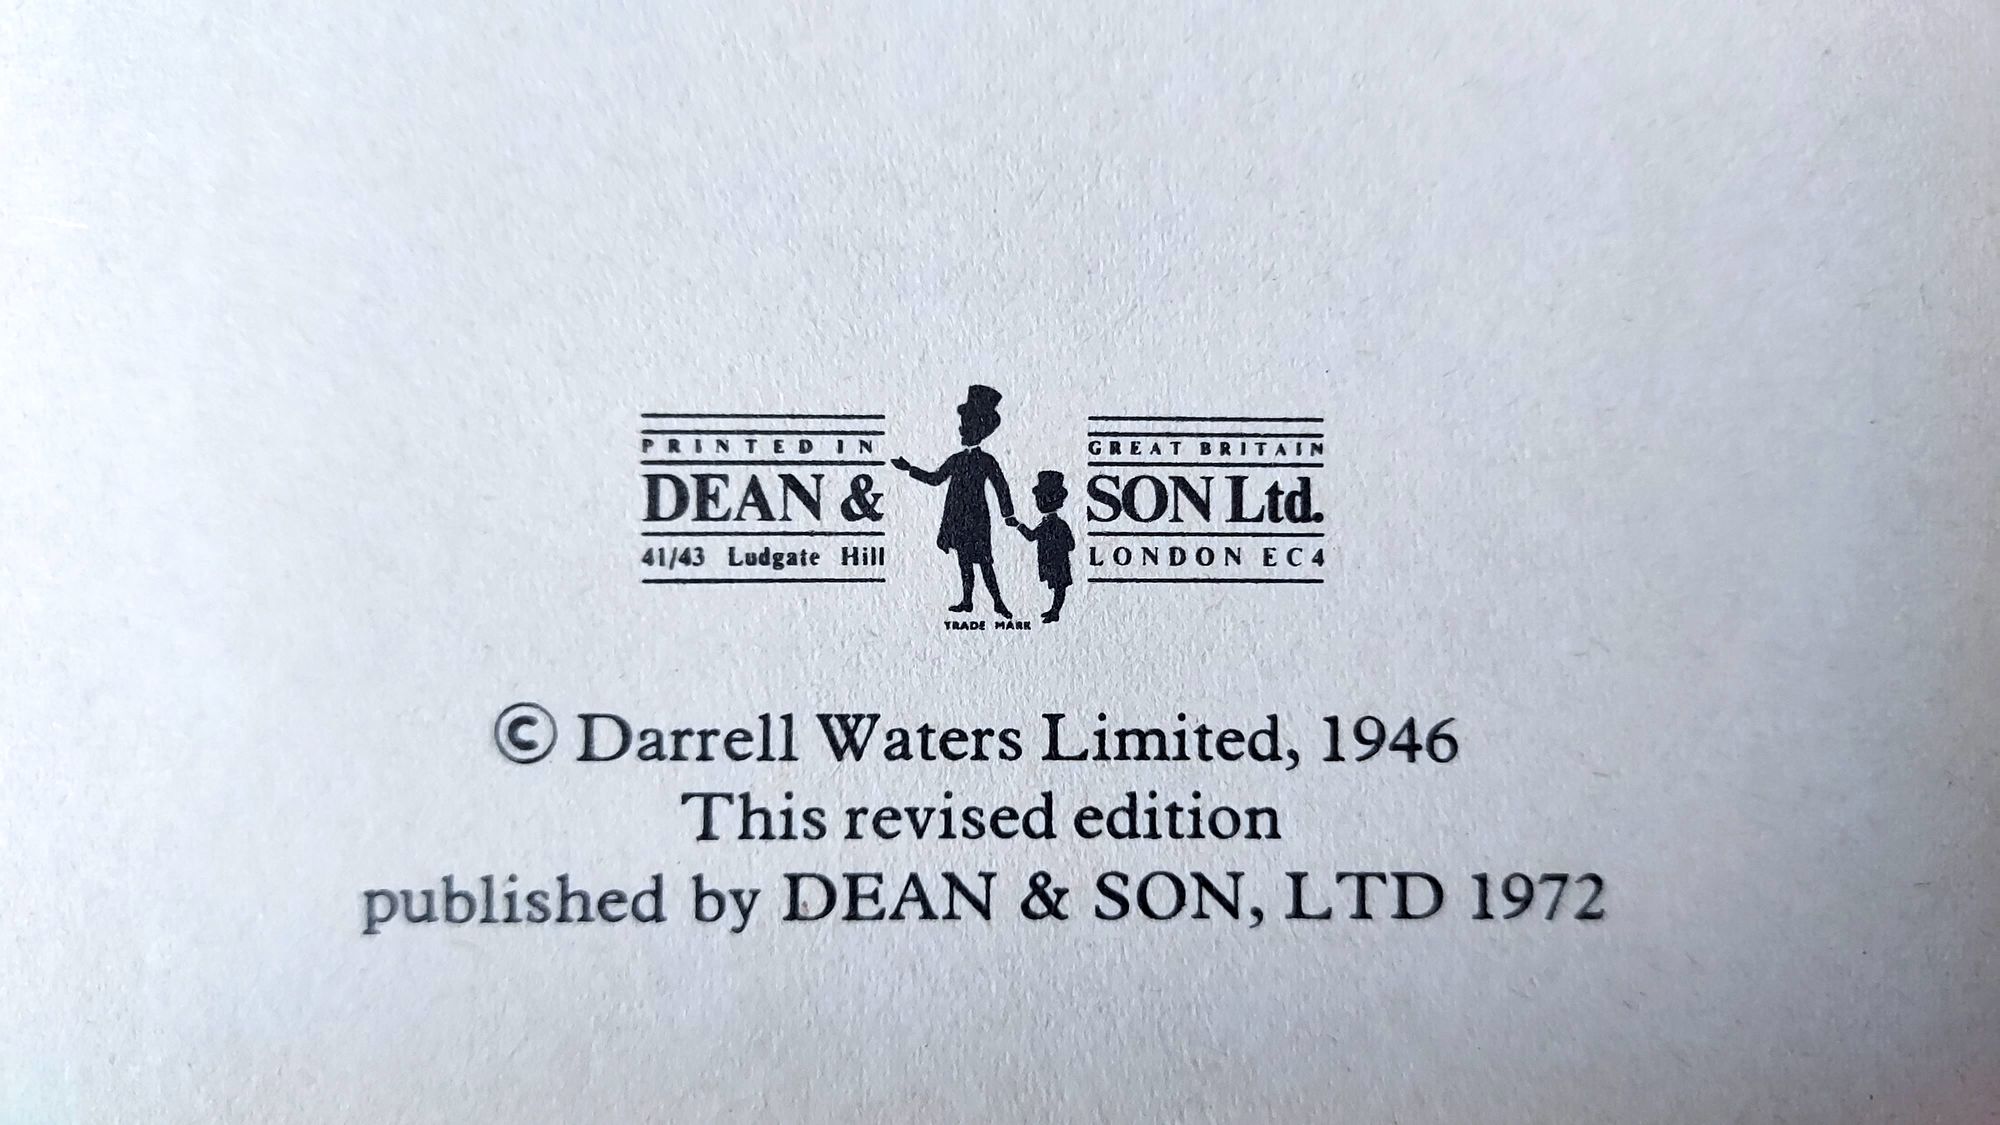 PRINTED IN GREAT BRITAIN
DEAN & SON Ltd.
41/43 Ludgate Hill LONDON EC4
TRADE MARK
© Darrell Waters Limited, 1946
This revised edition
published by DEAN & SON, LTD 1972